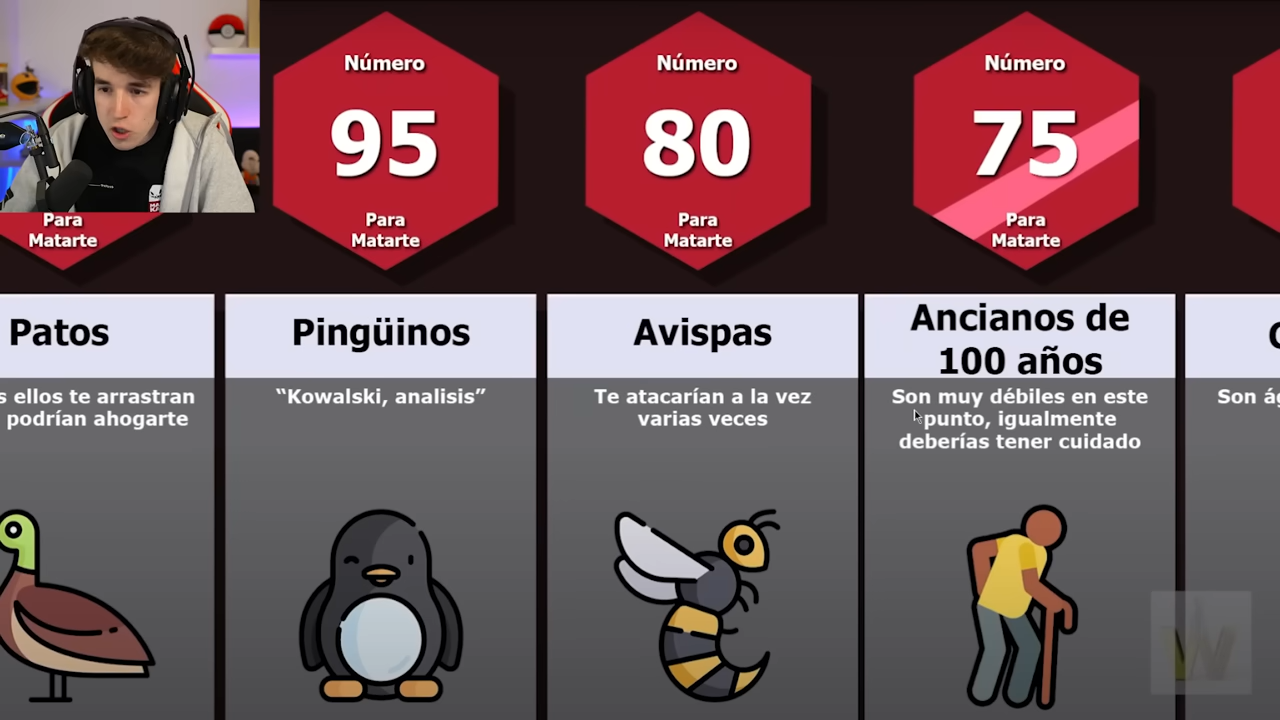 Para
Matarte
Patos
s ellos te arrastran
podrían ahogarte
Número
95
Para
Matarte
Pingüinos
“Kowalski, analisis”
Número
80
Para
Matarte
Avispas
Te atacarían a la vez
varias veces
Número
75
Para
Matarte
Ancianos de
100 años
Son muy débiles en este
punto, igualmente
deberías tener cuidado
Son ág